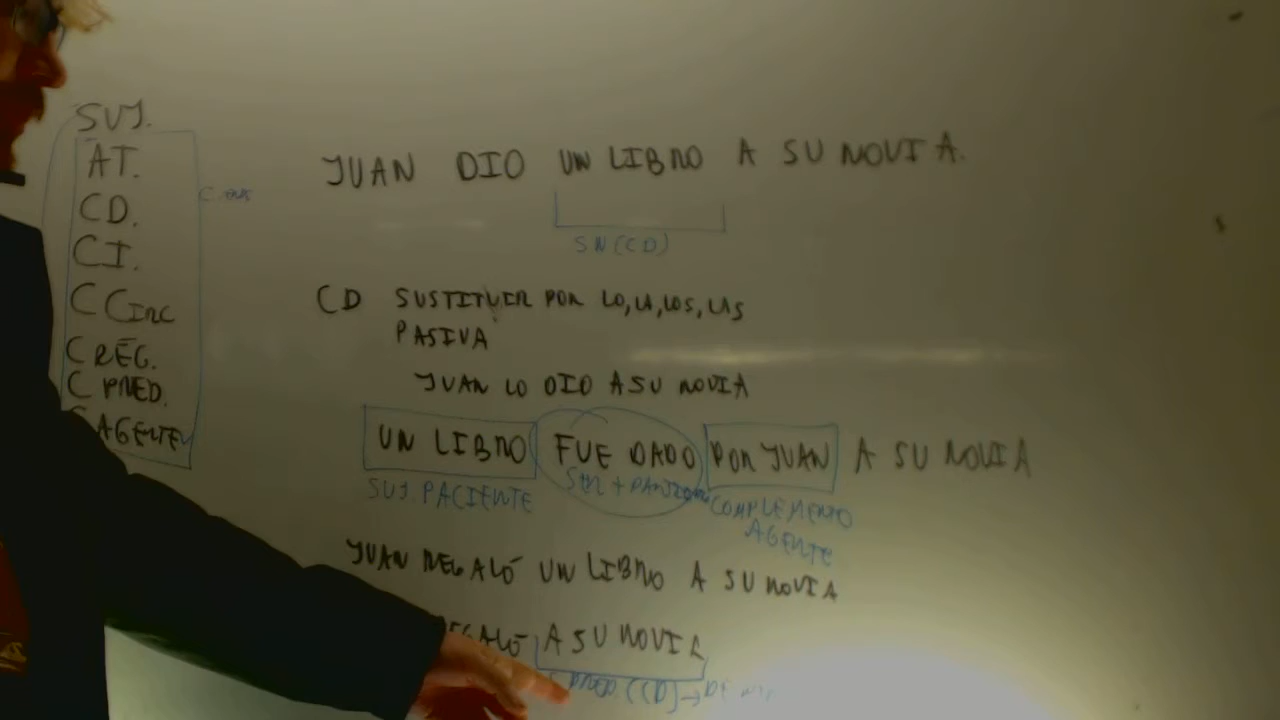 SUJ.
AT.
CD.
CI.
C CIRC
C REG.
C PRED.
AGENTE
JUAN DIO UN LIBRO A SU NOVIA.
SN (CD)
CD SUSTITUIR POR LO, LA, LOS, LAS
PASIVA
JUAN LO DIO A SU NOVIA
UN LIBRO FUE DADO POR JUAN A SU NOVIA
SUJ. PACIENTE SER + COMPLEMENTO
AGENTE
JUAN REGALÓ UN LIBRO A SU NOVIA
A SU NOVIA